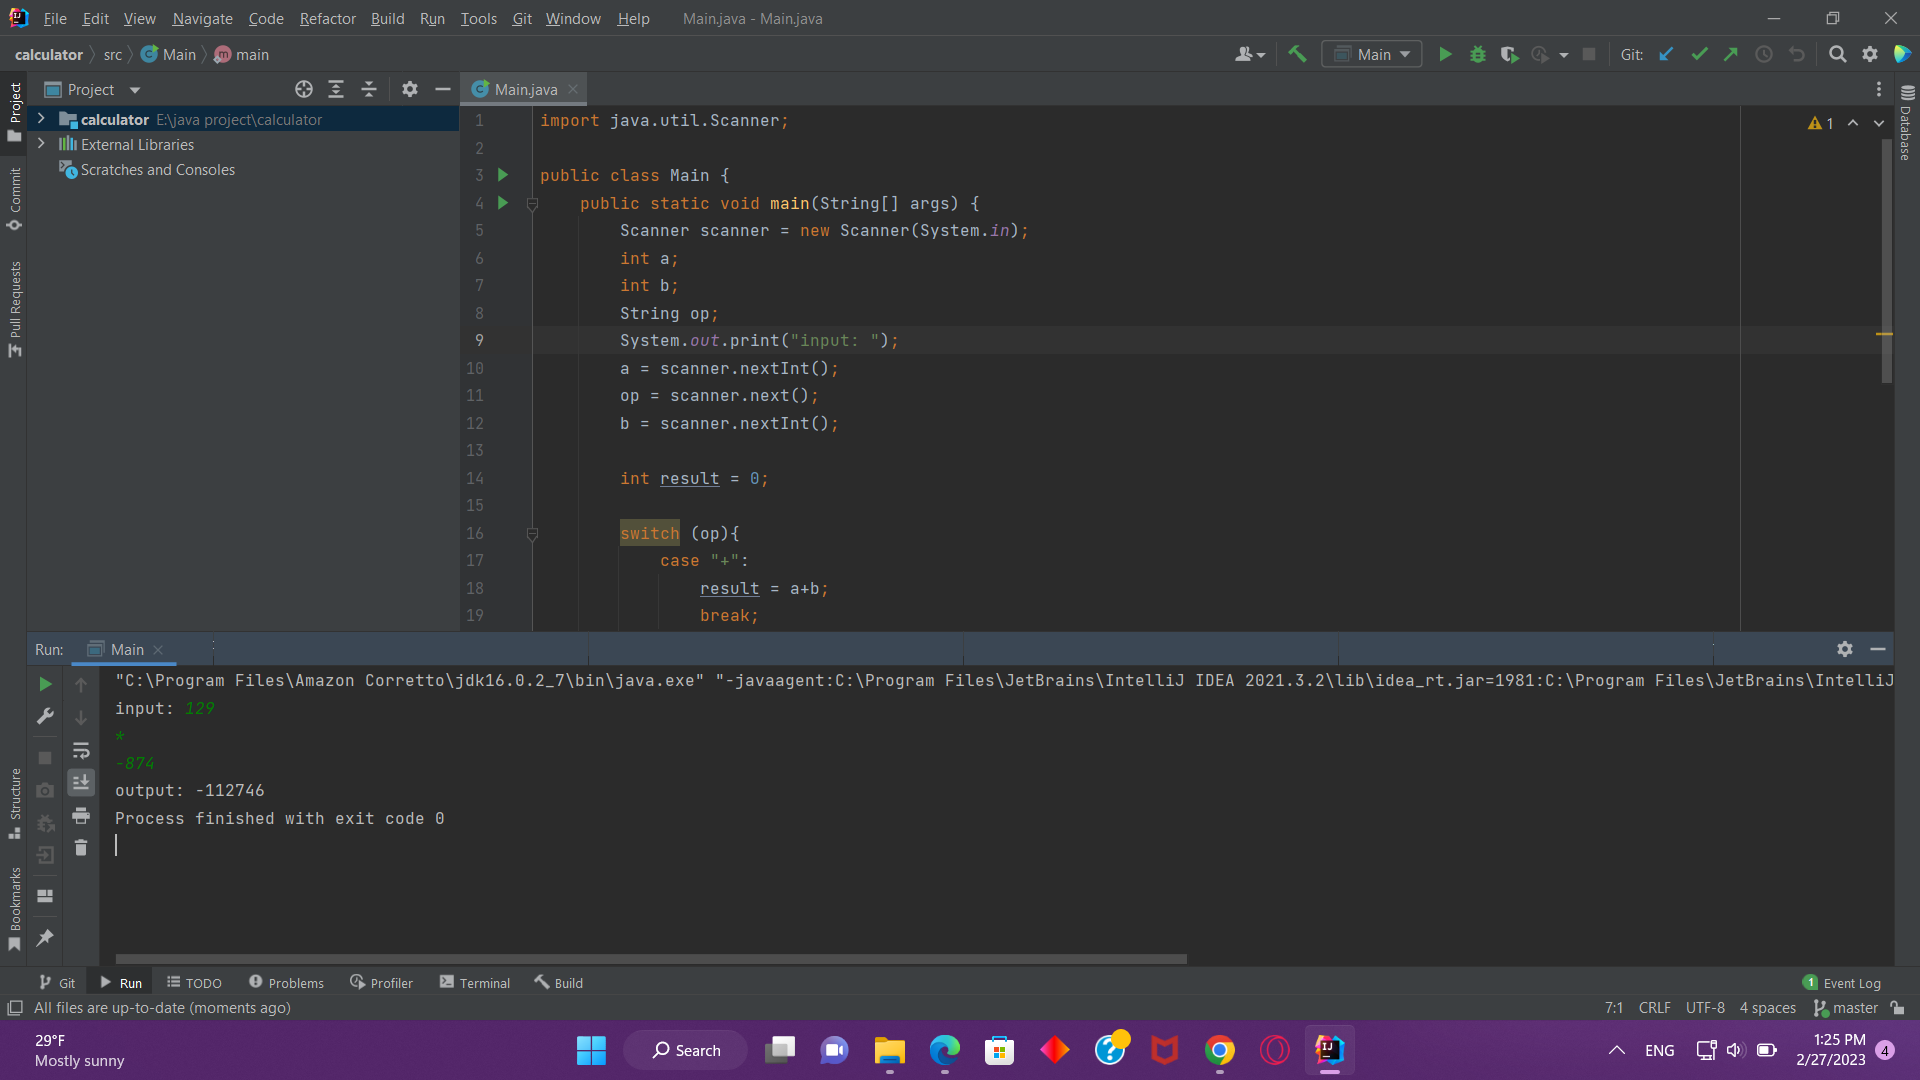 File Edit View Navigate Code Refactor Build Run Tools Git Window Help Main.java - Main.java
calculator src Main main
Main Git:
Project
Main.java
calculator E:\java project\calculator
External Libraries
Scratches and Consoles
Project
Commit
Pull Requests
Structure
Bookmarks
Database
1
1 import java.util.Scanner;
2
3 public class Main {
4 public static void main(String[] args) {
5 Scanner scanner = new Scanner(System.in);
6 int a;
7 int b;
8 String op;
9 System.out.print("input: ");
10 a = scanner.nextInt();
11 op = scanner.next();
12 b = scanner.nextInt();
13
14 int result = 0;
15
16 switch (op){
17 case "+":
18 result = a+b;
19 break;
Run: Main
"C:\Program Files\Amazon Corretto\jdk16.0.2_7\bin\java.exe" "-javaagent:C:\Program Files\JetBrains\IntelliJ IDEA 2021.3.2\lib\idea_rt.jar=1981:C:\Program Files\JetBrains\IntelliJ
input: 129
*
-874
output: -112746
Process finished with exit code 0
Git Run TODO Problems Profiler Terminal Build 1 Event Log
All files are up-to-date (moments ago) 7:1 CRLF UTF-8 4 spaces master
29°F
Mostly sunny
Search
ENG
1:25 PM
2/27/2023
4